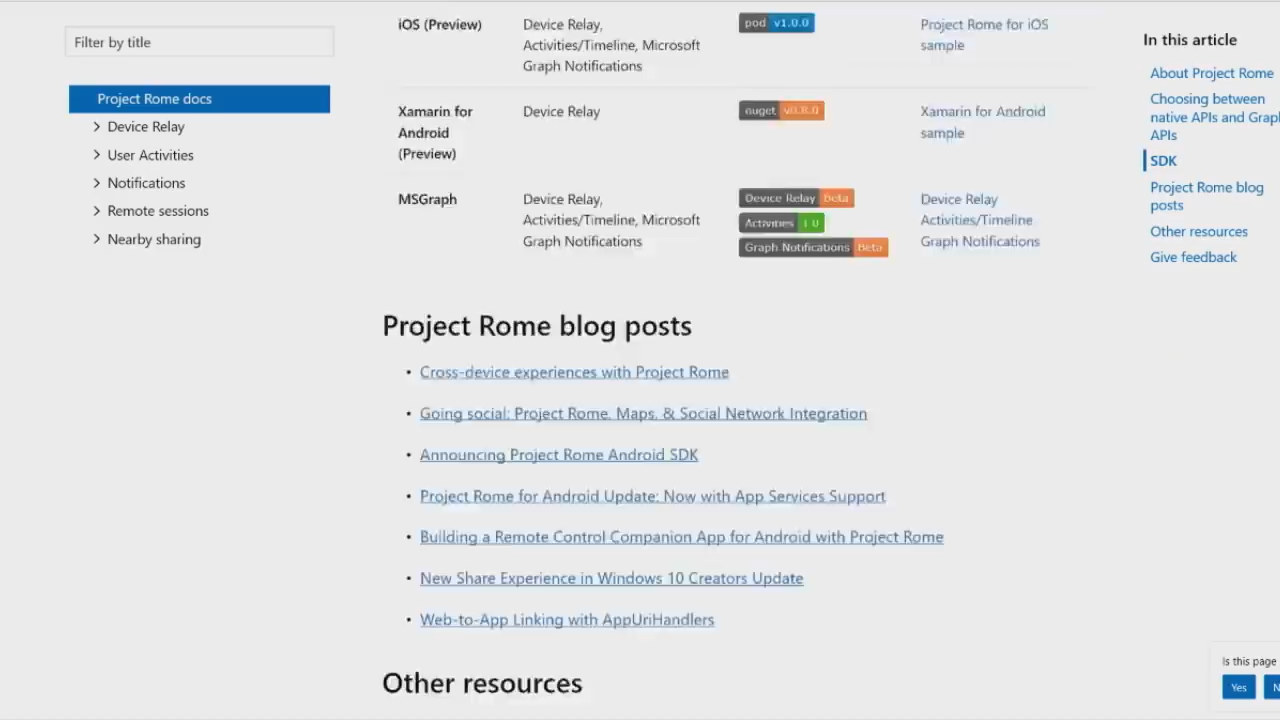 Filter by title
Project Rome docs
Device Relay
User Activities
Notifications
Remote sessions
Nearby sharing
iOS (Preview)
Device Relay,
Activities/Timeline, Microsoft
Graph Notifications
pod v1.0.0
Project Rome for iOS
sample
Xamarin for
Android
(Preview)
Device Relay
nuget v0.8.0
Xamarin for Android
sample
MSGraph
Device Relay,
Activities/Timeline, Microsoft
Graph Notifications
Device Relay Beta
Activities 1.0
Graph Notifications Beta
Device Relay
Activities/Timeline
Graph Notifications
Project Rome blog posts
• Cross-device experiences with Project Rome
• Going social: Project Rome, Maps, & Social Network Integration
• Announcing Project Rome Android SDK
• Project Rome for Android Update: Now with App Services Support
• Building a Remote Control Companion App for Android with Project Rome
• New Share Experience in Windows 10 Creators Update
• Web-to-App Linking with AppUriHandlers
Other resources
In this article
About Project Rome
Choosing between
native APIs and Graph
APIs
SDK
Project Rome blog
posts
Other resources
Give feedback
Is this page
Yes